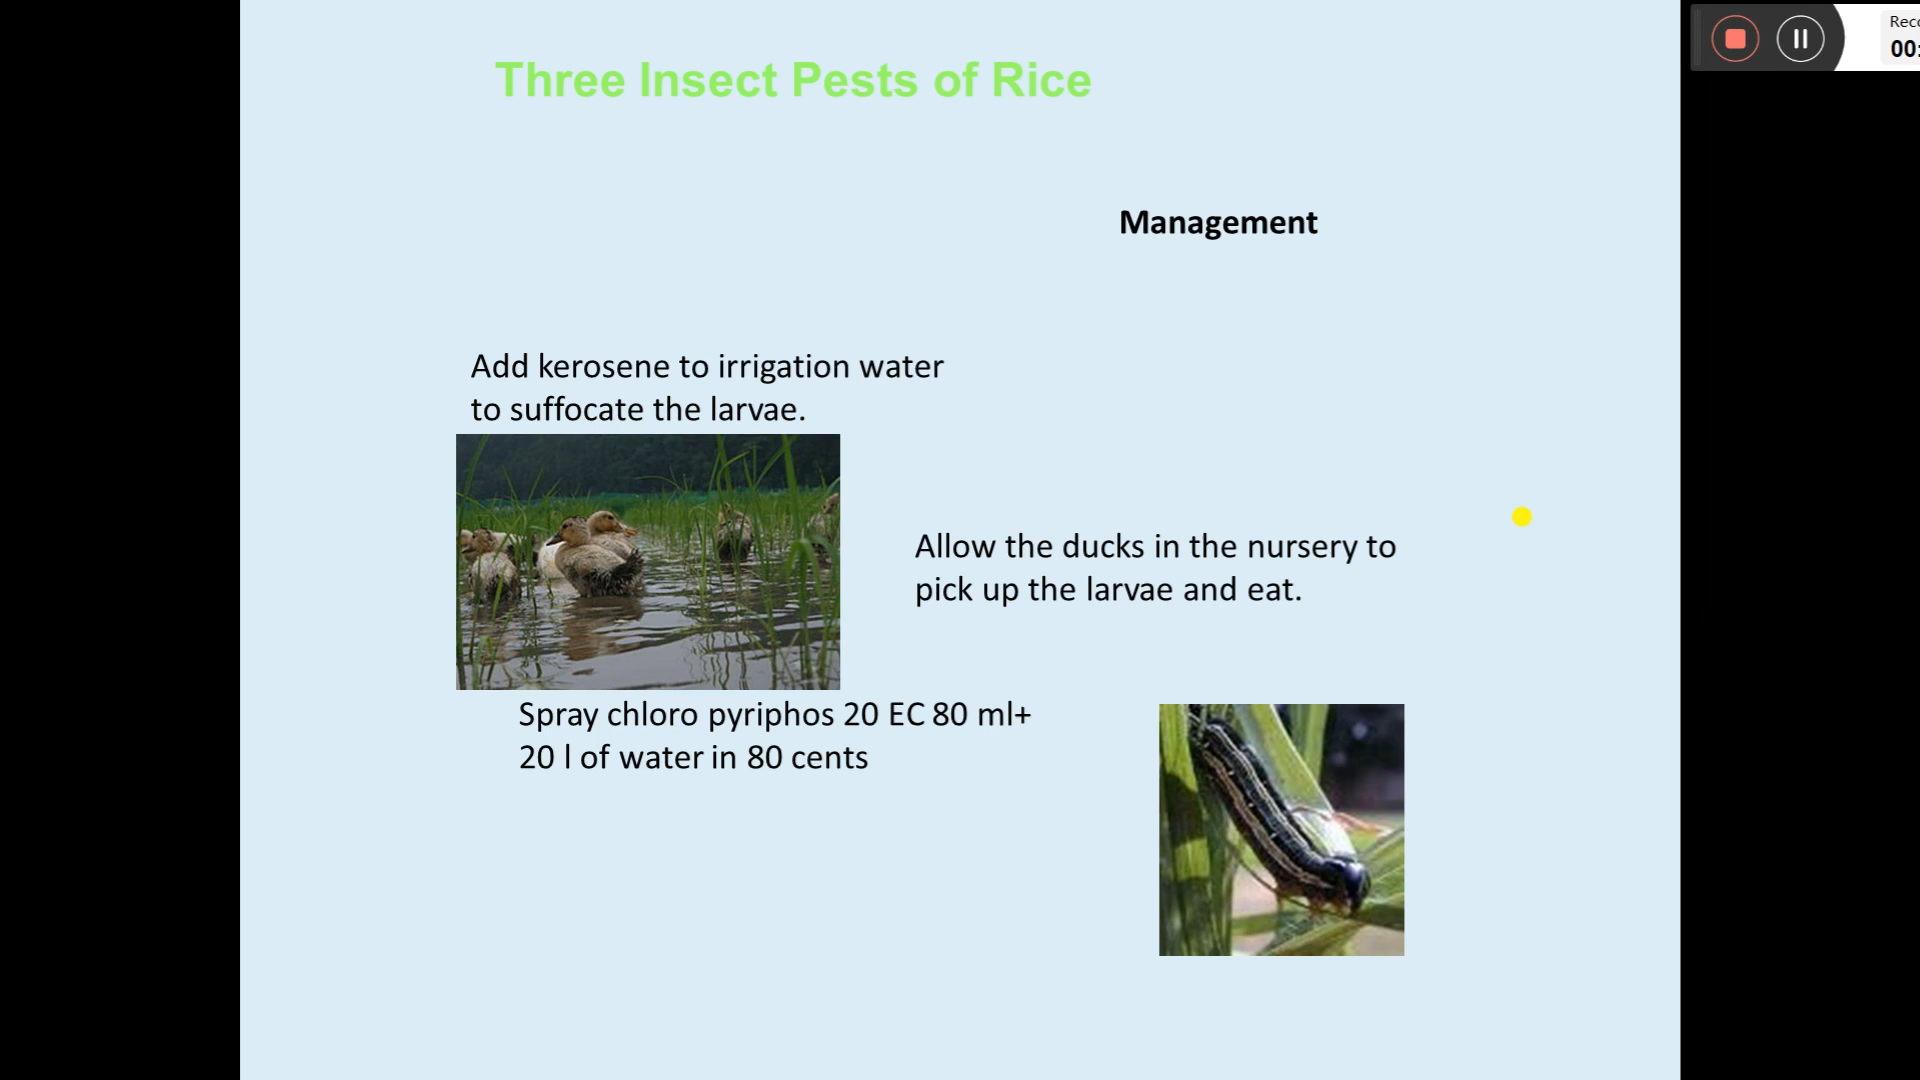 Three Insect Pests of Rice
Management
Add kerosene to irrigation water
to suffocate the larvae.
Allow the ducks in the nursery to
pick up the larvae and eat.
Spray chloro pyriphos 20 EC 80 ml+
20 l of water in 80 cents